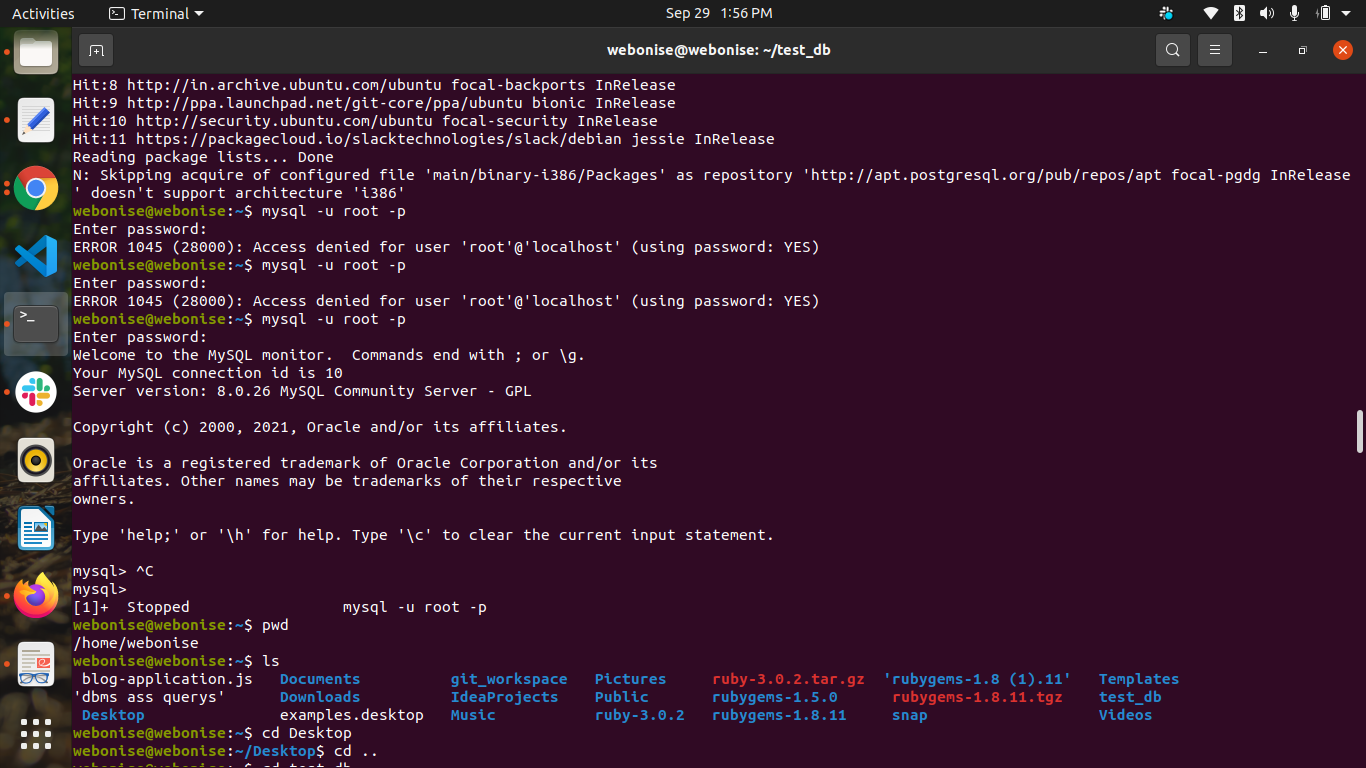 Activities
Terminal
Sep 29 1:56 PM
webonise@webonise: ~/test_db
Hit:8 http://in.archive.ubuntu.com/ubuntu focal-backports InRelease
Hit:9 http://ppa.launchpad.net/git-core/ppa/ubuntu bionic InRelease
Hit:10 http://security.ubuntu.com/ubuntu focal-security InRelease
Hit:11 https://packagecloud.io/slacktechnologies/slack/debian jessie InRelease
Reading package lists... Done
N: Skipping acquire of configured file 'main/binary-i386/Packages' as repository 'http://apt.postgresql.org/pub/repos/apt focal-pgdg InRelease
' doesn't support architecture 'i386'
webonise@webonise:~$ mysql -u root -p
Enter password:
ERROR 1045 (28000): Access denied for user 'root'@'localhost' (using password: YES)
webonise@webonise:~$ mysql -u root -p
Enter password:
ERROR 1045 (28000): Access denied for user 'root'@'localhost' (using password: YES)
webonise@webonise:~$ mysql -u root -p
Enter password:
Welcome to the MySQL monitor.  Commands end with ; or \g.
Your MySQL connection id is 10
Server version: 8.0.26 MySQL Community Server - GPL
Copyright (c) 2000, 2021, Oracle and/or its affiliates.
Oracle is a registered trademark of Oracle Corporation and/or its
affiliates. Other names may be trademarks of their respective
owners.
Type 'help;' or '\h' for help. Type '\c' to clear the current input statement.
mysql> ^C
mysql>
[1]+  Stopped                 mysql -u root -p
webonise@webonise:~$ pwd
/home/webonise
webonise@webonise:~$ ls
blog-application.js   Documents          git_workspace   Pictures     ruby-3.0.2.tar.gz  'rubygems-1.8 (1).11'   Templates
'dbms ass querys'      Downloads          IdeaProjects    Public       rubygems-1.5.0      rubygems-1.8.11.tgz    test_db
Desktop               examples.desktop   Music           ruby-3.0.2   rubygems-1.8.11     snap                   Videos
webonise@webonise:~$ cd Desktop
webonise@webonise:~/Desktop$ cd ..
webonise@webonise:~$ cd test_db